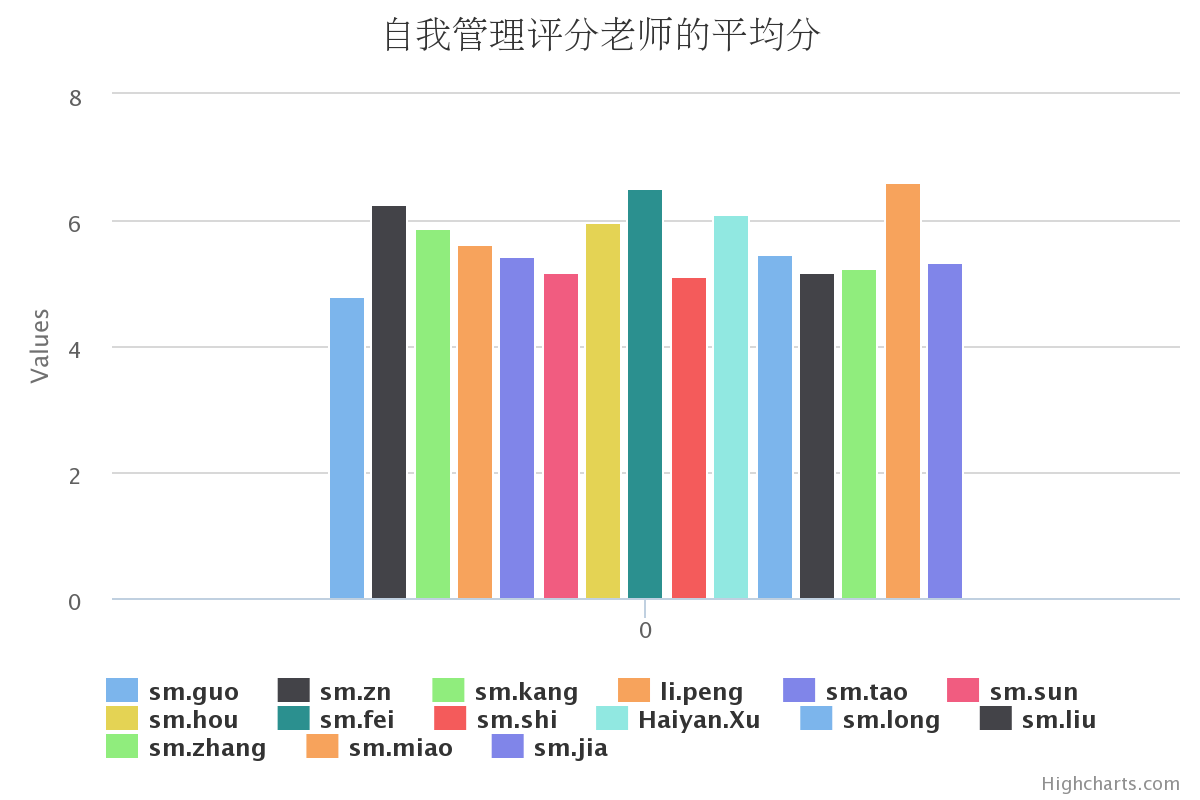 自我管理评分老师的平均分
8
6
4
2
0
Values
0
sm.guo sm.zn sm.kang li.peng sm.tao sm.sun
sm.hou sm.fei sm.shi Haiyan.Xu sm.long sm.liu
sm.zhang sm.miao sm.jia
Highcharts.com